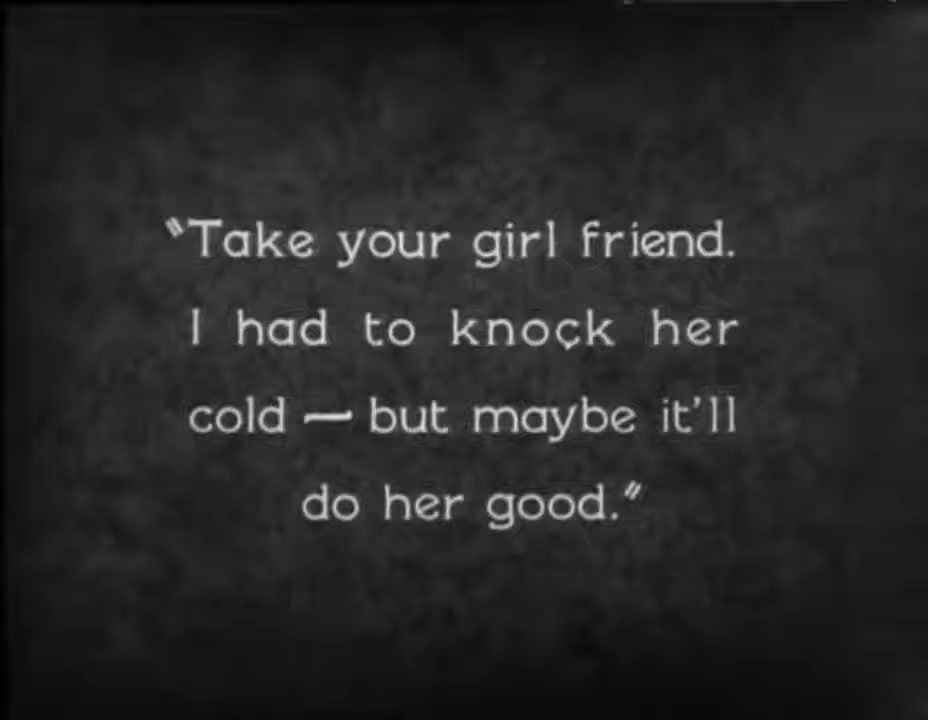 "Take your girl friend.
I had to knock her
cold — but maybe it'll
do her good."